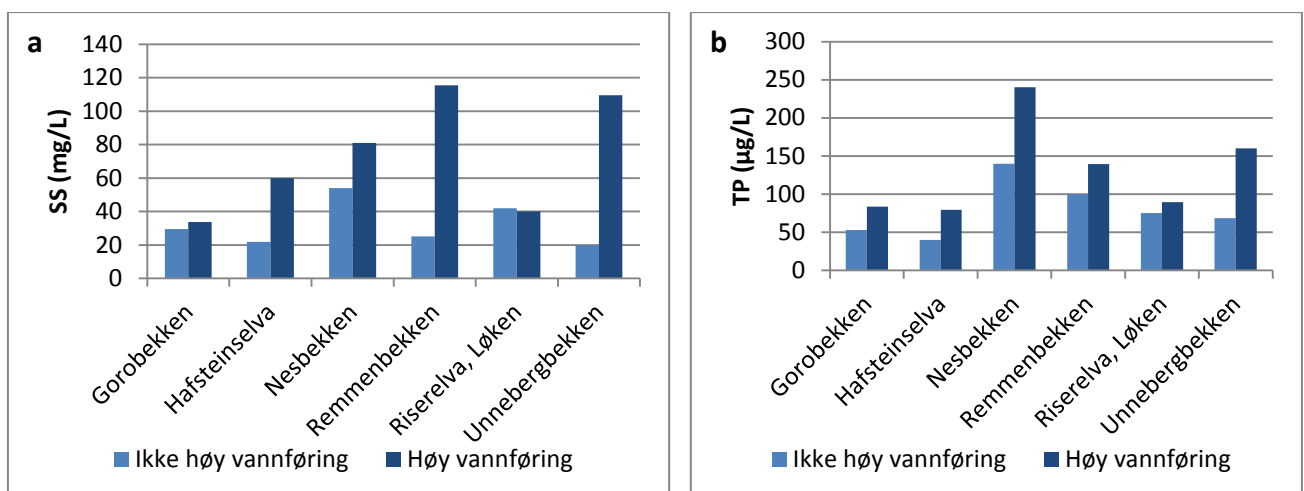 a
140
120
100
80
60
40
20
0
SS (mg/L)
Gorobekken
Hafsteinselva
Nesbekken
Remmenbekken
Riserelva, Løken
Unnebergbekken
Ikke høy vannføring Høy vannføring
b
300
250
200
150
100
50
0
TP (µg/L)
Gorobekken
Hafsteinselva
Nesbekken
Remmenbekken
Riserelva, Løken
Unnebergbekken
Ikke høy vannføring Høy vannføring